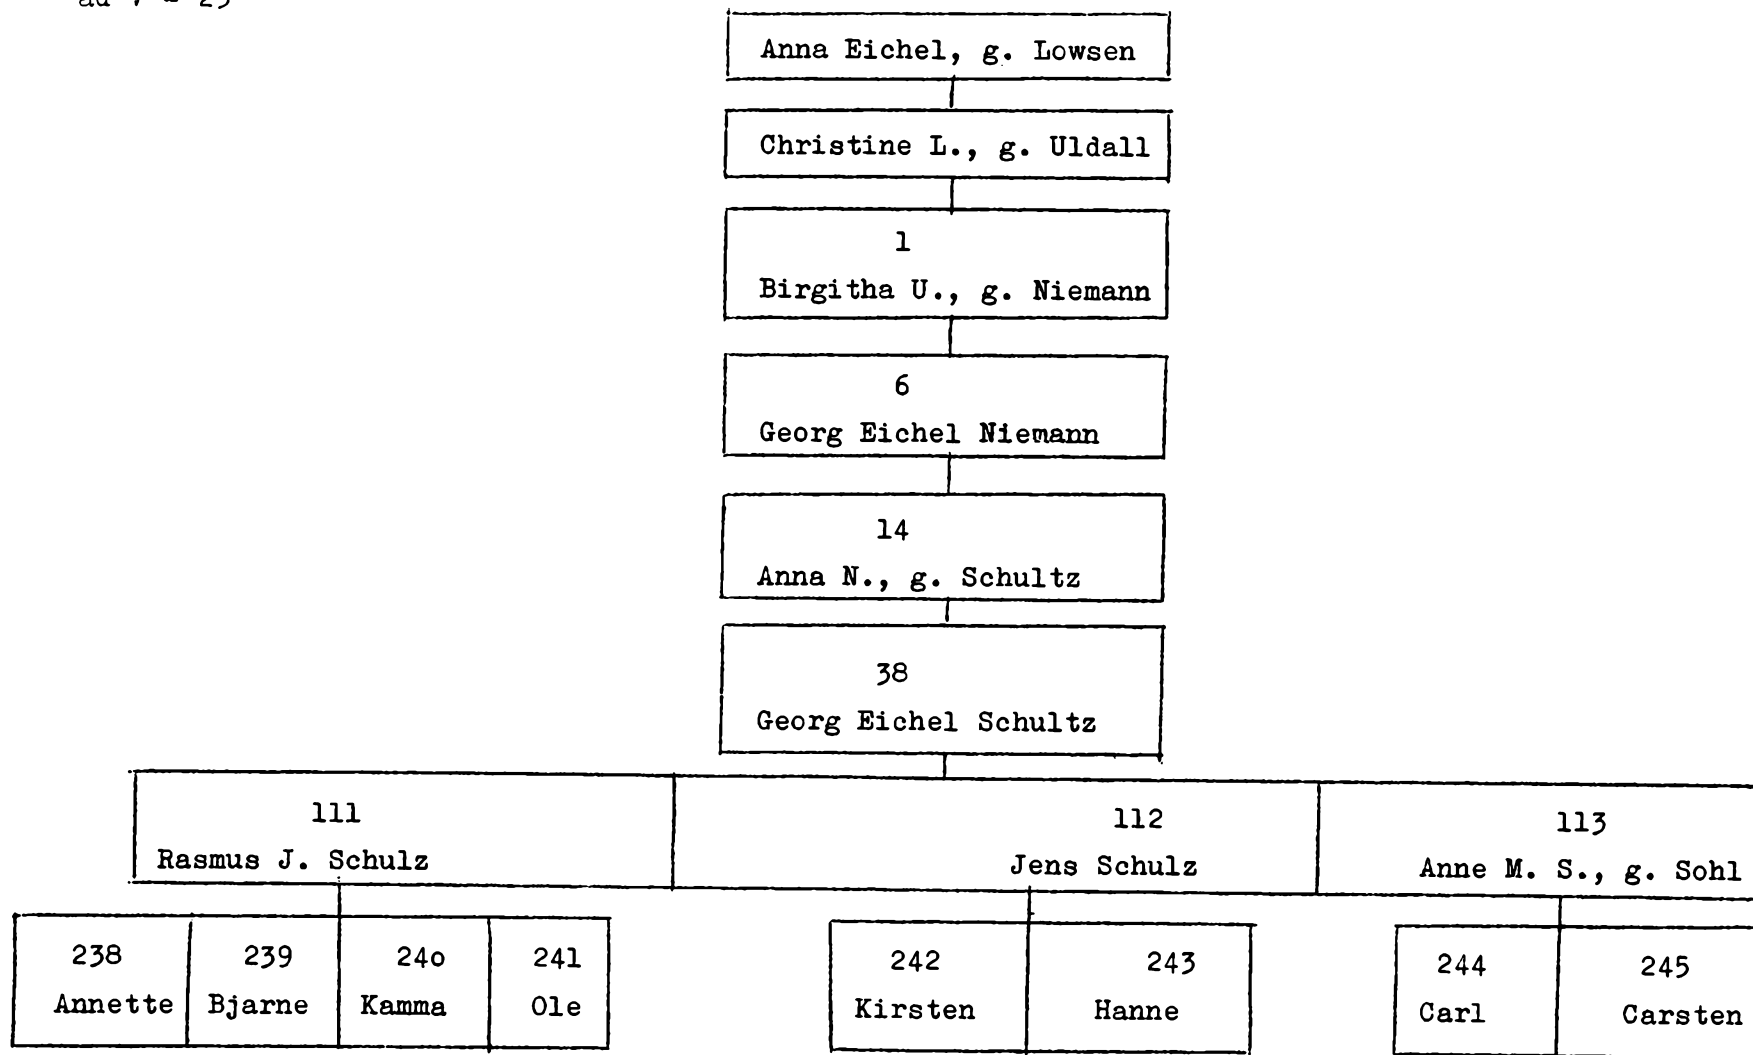 Anna Eichel, g. Lowsen
Christine L., g. Uldall
1
Birgitha U., g. Niemann
6
Georg Eichel Niemann
14
Anna N., g. Schultz
38
Georg Eichel Schultz
111 112 113
Rasmus J. Schulz Jens Schulz Anne M. S., g. Sohl
238 239 24o 241 242 243 244 245
Annette Bjarne Kamma Ole Kirsten Hanne Carl Carsten